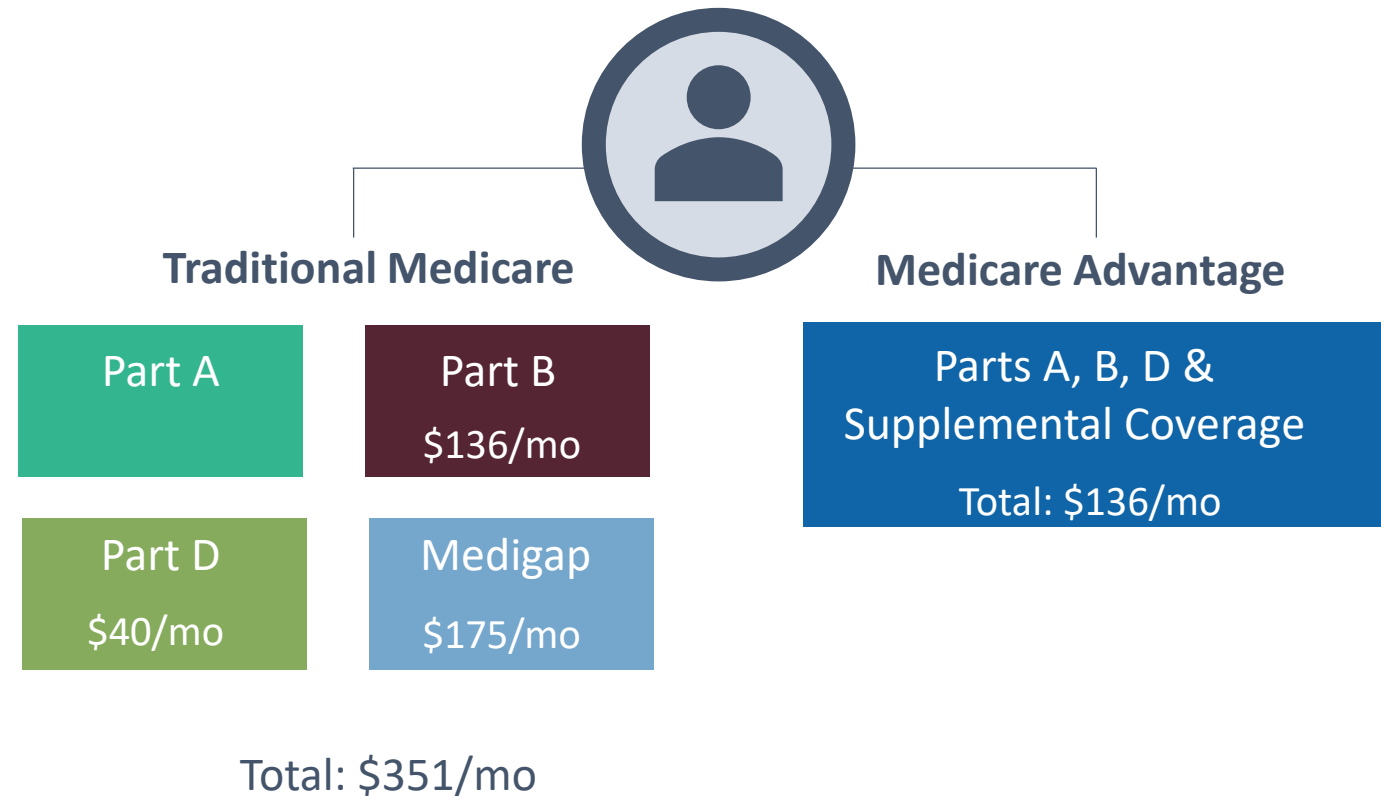 Traditional Medicare
Part A
Part B
$136/mo
Part D
$40/mo
Medigap
$175/mo
Total: $351/mo
Medicare Advantage
Parts A, B, D &
Supplemental Coverage
Total: $136/mo